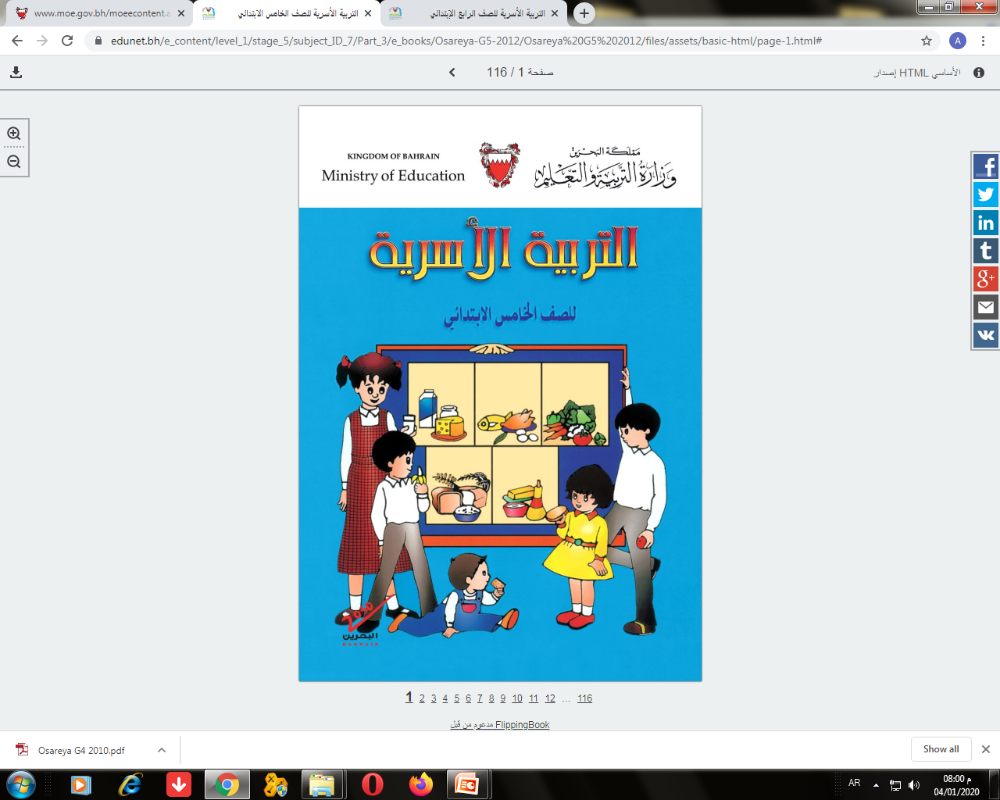 www.moe.gov.bh/moeecontent.a
التربية الأسرية للصف الخامس الابتدائي
التربية الأسرية للصف الرابع الإبتدائي
edunet.bh/e_content/level_1/stage_5/subject_ID_7/Part_3/e_books/Osareya-G5-2012/Osareya%20G5%202012/files/assets/basic-html/page-1.html#
A
صفحة 1 / 116
الأساسي HTML إصدار
KINGDOM OF BAHRAIN
Ministry of Education
مملكة البحرين
وزارة التربية والتعليم
التربية الأسرية
للصف الخامس الابتدائي
2030
البحرين
BAHRAIN
1 2 3 4 5 6 7 8 9 10 11 12 ... 116
FlippingBook مدعوم من قبل
Osareya G4 2010.pdf
Show all
AR
08:00 م
04/01/2020